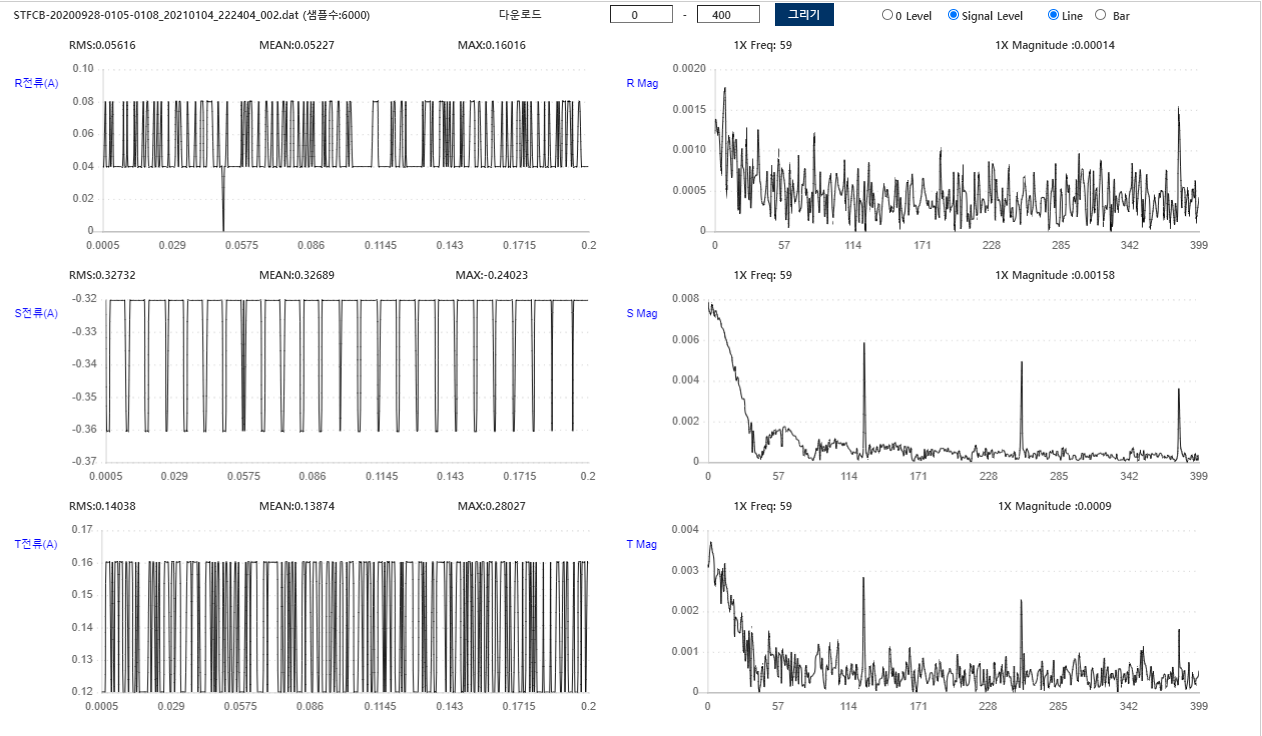 STFCB-20200928-0105-0108_20210104_222404_002.dat (샘플수:6000) 다운로드 0 - 400 그리기 0 Level Signal Level Line Bar
RMS:0.05616 MEAN:0.05227 MAX:0.16016 1X Freq: 59 1X Magnitude :0.00014
R전류(A)
0.10
0.08
0.06
0.04
0.02
0
0.0005 0.029 0.0575 0.086 0.1145 0.143 0.1715 0.2
R Mag
0.0020
0.0015
0.0010
0.0005
0
0 57 114 171 228 285 342 399
RMS:0.32732 MEAN:0.32689 MAX:-0.24023 1X Freq: 59 1X Magnitude :0.00158
S전류(A)
-0.32
-0.33
-0.34
-0.35
-0.36
-0.37
0.0005 0.029 0.0575 0.086 0.1145 0.143 0.1715 0.2
S Mag
0.008
0.006
0.004
0.002
0
0 57 114 171 228 285 342 399
RMS:0.14038 MEAN:0.13874 MAX:0.28027 1X Freq: 59 1X Magnitude :0.0009
T전류(A)
0.17
0.16
0.15
0.14
0.13
0.12
0.0005 0.029 0.0575 0.086 0.1145 0.143 0.1715 0.2
T Mag
0.004
0.003
0.002
0.001
0
0 57 114 171 228 285 342 399